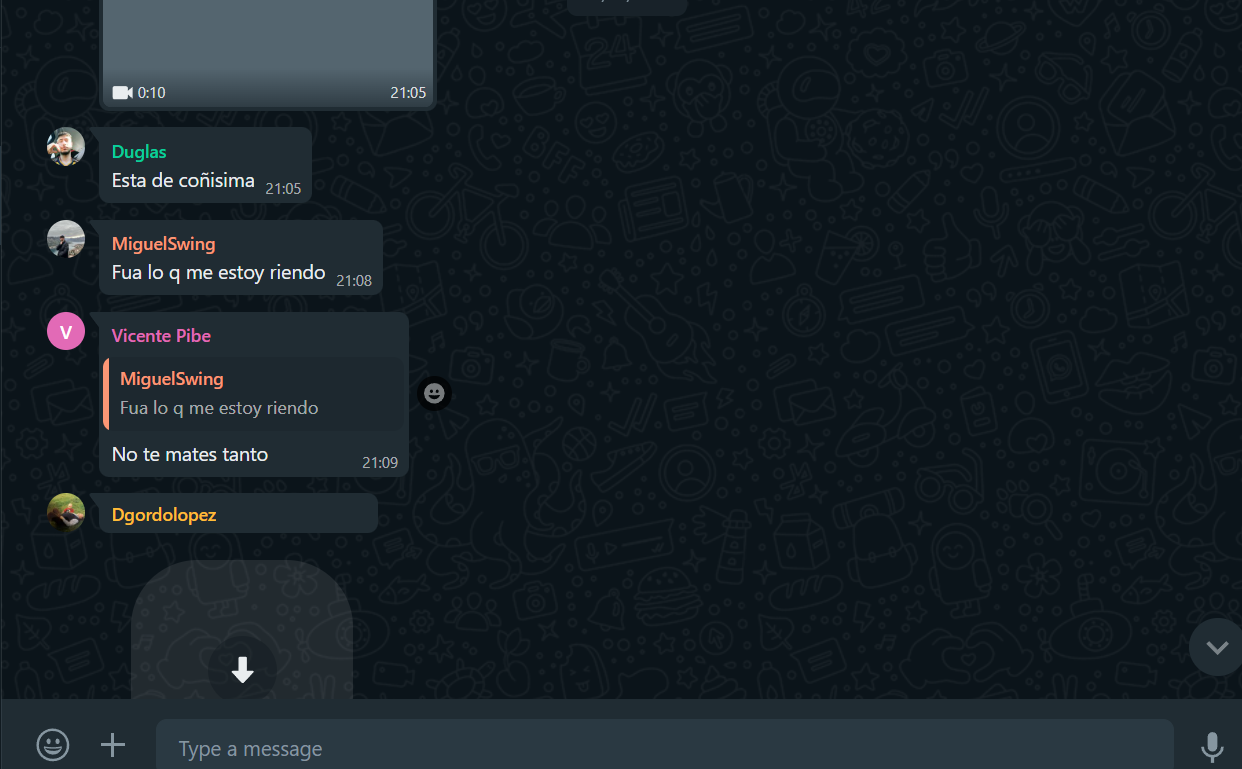 0:10
21:05
Duglas
Esta de coñisima 21:05
MiguelSwing
Fua lo q me estoy riendo 21:08
V
Vicente Pibe
MiguelSwing
Fua lo q me estoy riendo
No te mates tanto 21:09
Dgordolopez
Type a message